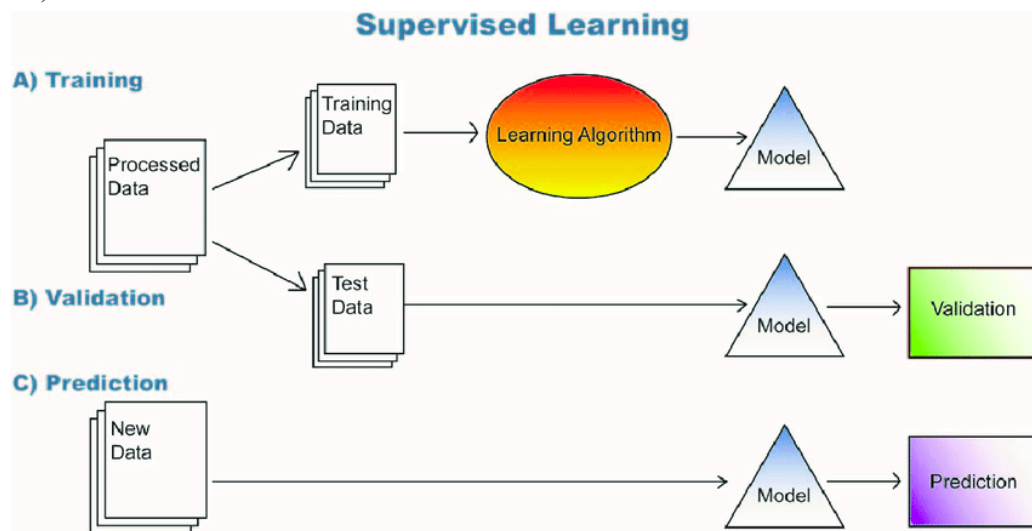 Supervised Learning
A) Training
Processed
Data
Training
Data
Learning Algorithm
Model
B) Validation
Test
Data
Model
Validation
C) Prediction
New
Data
Model
Prediction